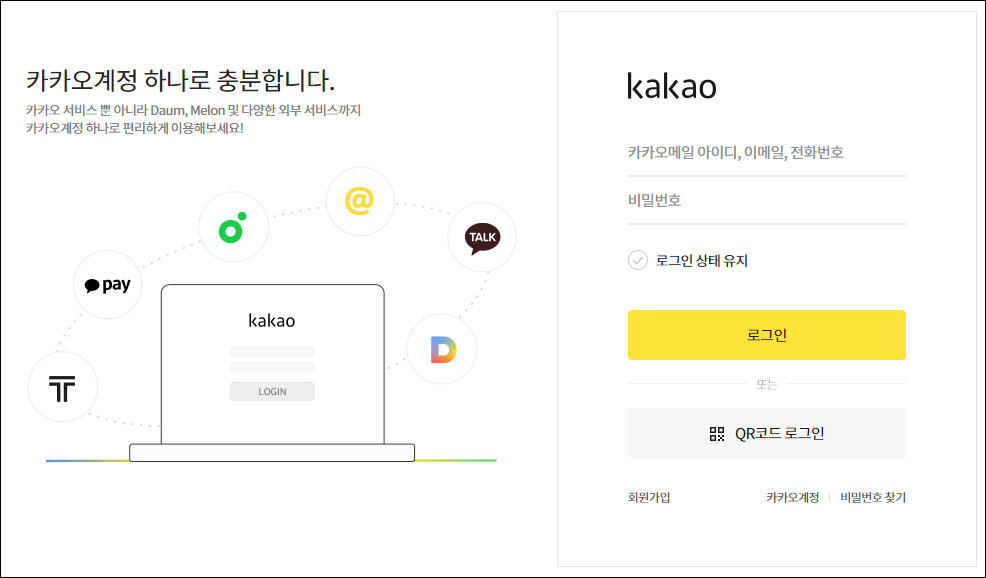 카카오계정 하나로 충분합니다.
카카오 서비스 뿐 아니라 Daum, Melon 및 다양한 외부 서비스까지
카카오계정 하나로 편리하게 이용해보세요!
@
TALK
pay
kakao
D
T
LOGIN
kakao
카카오메일 아이디, 이메일, 전화번호
비밀번호
로그인 상태 유지
로그인
또는
QR코드 로그인
회원가입
카카오계정 | 비밀번호 찾기